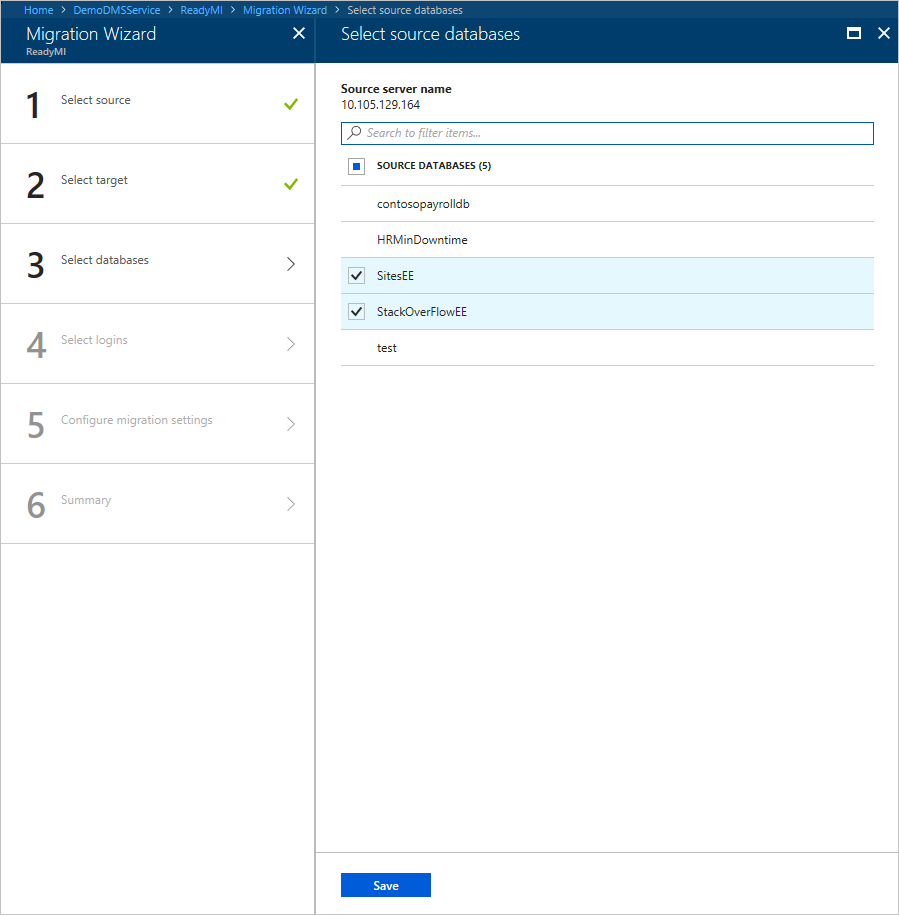 Home > DemoDMSService > ReadyMI > Migration Wizard > Select source databases
Migration Wizard
ReadyMI
1 Select source
2 Select target
3 Select databases
4 Select logins
5 Configure migration settings
6 Summary
Select source databases
Source server name
10.105.129.164
Search to filter items...
SOURCE DATABASES (5)
contosopayrolldb
HRMinDowntime
SitesEE
StackOverFlowEE
test
Save